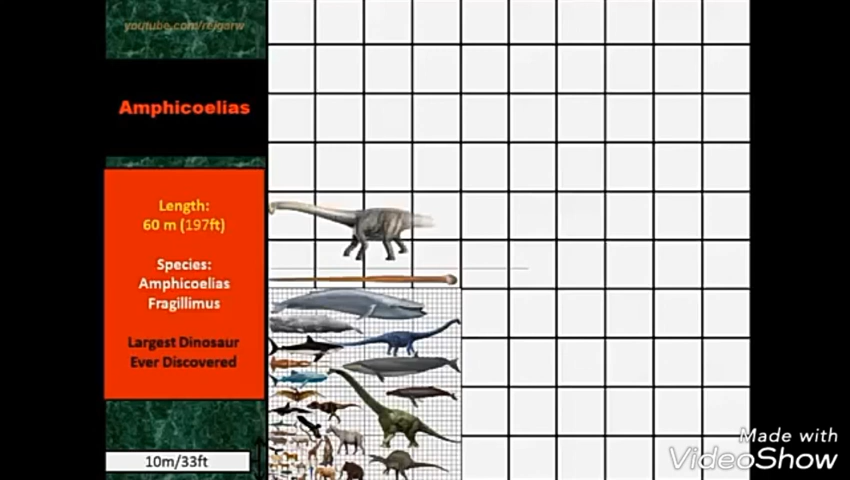 youtube.com/reigarw
Amphicoelias
Length:
60 m (197ft)
Species:
Amphicoelias
Fragillimus
Largest Dinosaur
Ever Discovered
10m/33ft
Made with
VideoShow